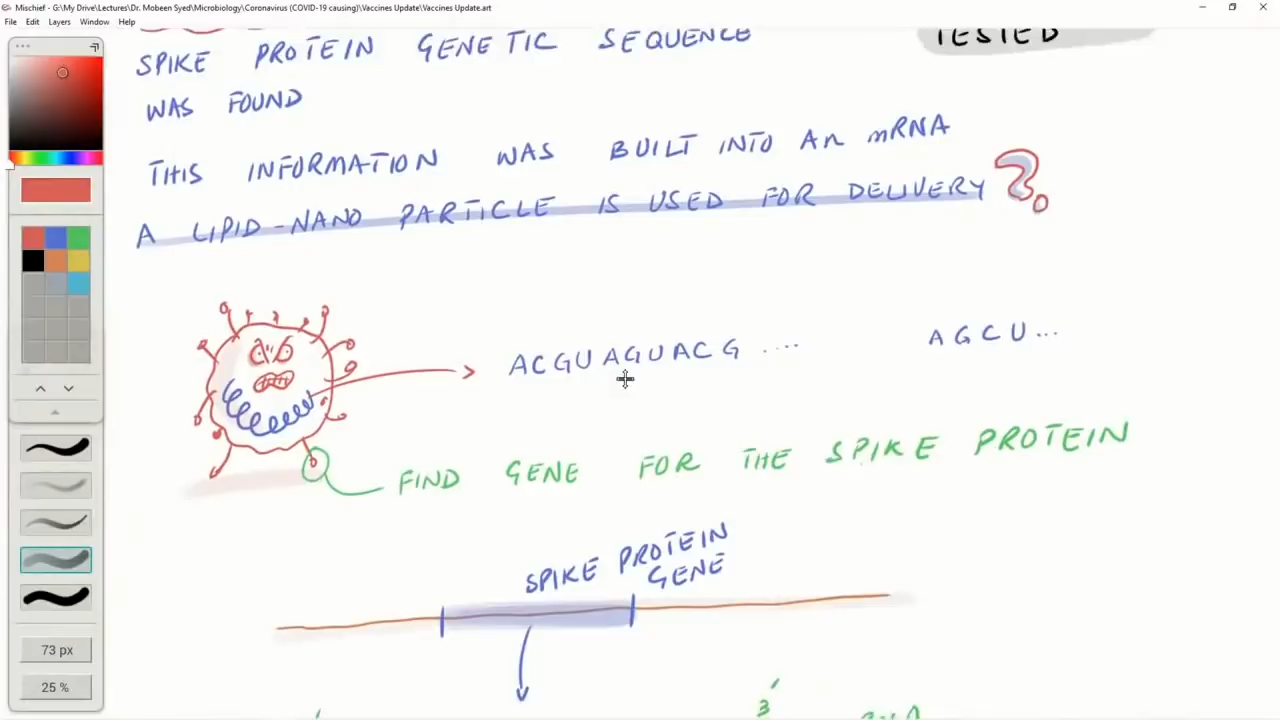 Mischief - G:\My Drive\Lectures\Dr. Mobeen Syed\Microbiology\Coronavirus (COVID-19 causing)\Vaccines Update\Vaccines Update.art
File Edit Layers Window Help
SPIKE PROTEIN GENETIC SEQUENCE
TESTED
WAS FOUND
THIS INFORMATION WAS BUILT INTO An mRNA
A LIPID-NANO PARTICLE IS USED FOR DELIVERY ?
ACGUAGUACG ....
AGCU...
FIND GENE FOR THE SPIKE PROTEIN
SPIKE PROTEIN
GENE
73 px
25 %
3'